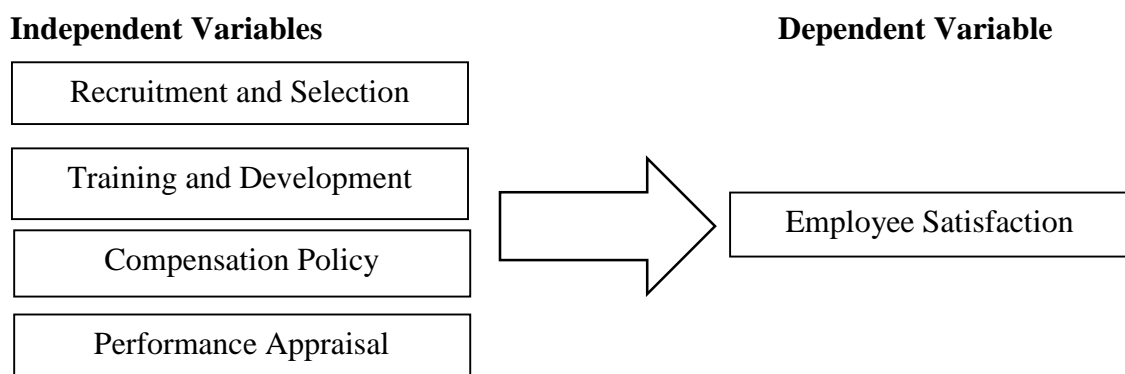 Independent Variables
Dependent Variable
Recruitment and Selection
Training and Development
Compensation Policy
Performance Appraisal
Employee Satisfaction